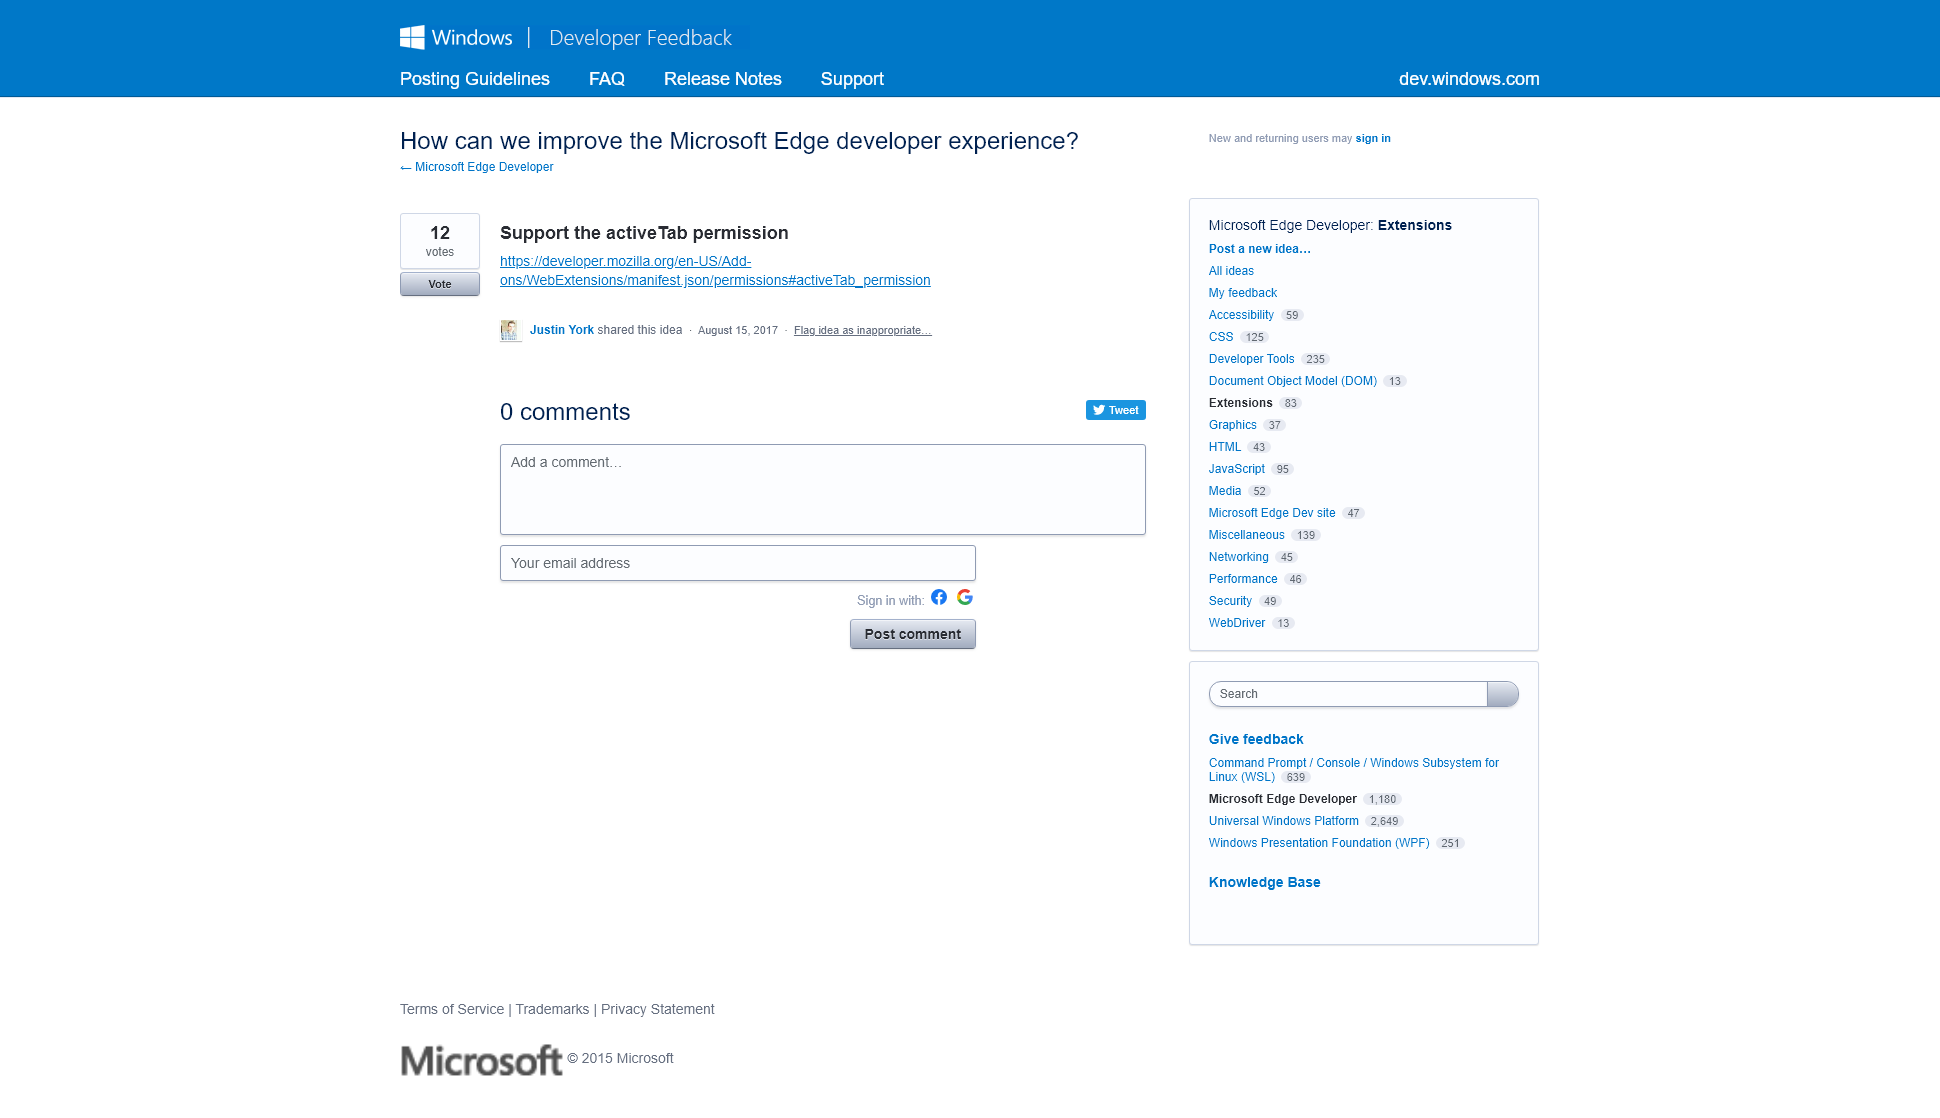 Windows | Developer Feedback
Posting Guidelines FAQ Release Notes Support dev.windows.com
How can we improve the Microsoft Edge developer experience?
← Microsoft Edge Developer
New and returning users may sign in
12
votes
Vote
Support the activeTab permission
https://developer.mozilla.org/en-US/Add-
ons/WebExtensions/manifest.json/permissions#activeTab_permission
Justin York shared this idea · August 15, 2017 · Flag idea as inappropriate…
0 comments
Tweet
Add a comment…
Your email address
Sign in with:
Post comment
Microsoft Edge Developer: Extensions
Post a new idea…
All ideas
My feedback
Accessibility 59
CSS 125
Developer Tools 235
Document Object Model (DOM) 13
Extensions 83
Graphics 37
HTML 43
JavaScript 95
Media 52
Microsoft Edge Dev site 47
Miscellaneous 139
Networking 45
Performance 46
Security 49
WebDriver 13
Search
Give feedback
Command Prompt / Console / Windows Subsystem for
Linux (WSL) 639
Microsoft Edge Developer 1,180
Universal Windows Platform 2,649
Windows Presentation Foundation (WPF) 251
Knowledge Base
Terms of Service | Trademarks | Privacy Statement
Microsoft © 2015 Microsoft